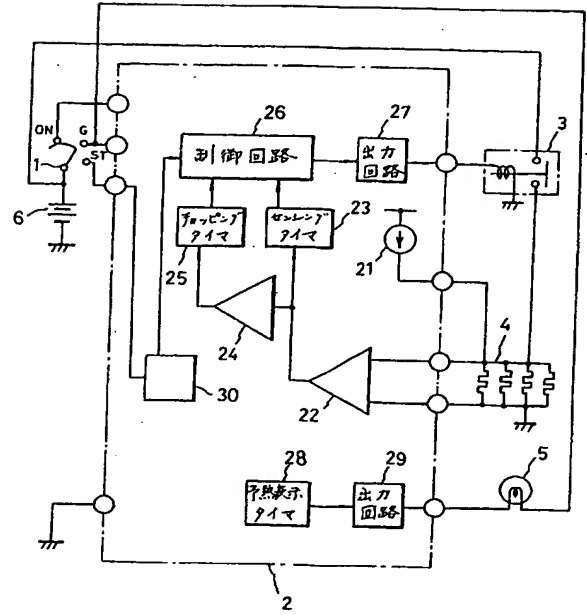 26
27
3
ON
G
ST
1
6
制御回路
出力
回路
チョッピング
タイマ
センシング
タイマ
23
25
21
24
4
22
30
28
29
5
予熱表示
タイマ
出力
回路
2